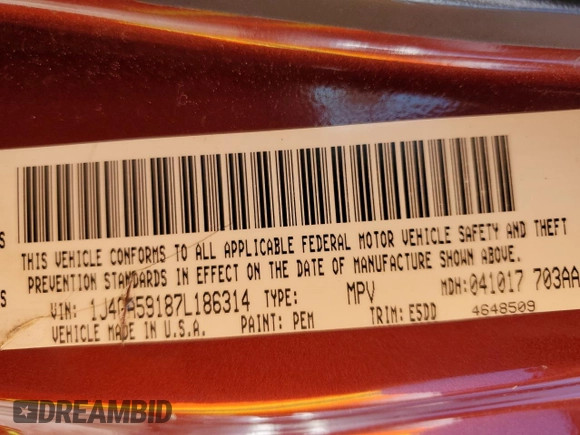 THIS VEHICLE CONFORMS TO ALL APPLICABLE FEDERAL MOTOR VEHICLE SAFETY AND THEFT
PREVENTION STANDARDS IN EFFECT ON THE DATE OF MANUFACTURE SHOWN ABOVE.
VIN: TYPE: MPV MDH: 041017 703AA
VEHICLE MADE IN U.S.A. PAINT: PEM TRIM: E5DD 4648509
DREAMBID